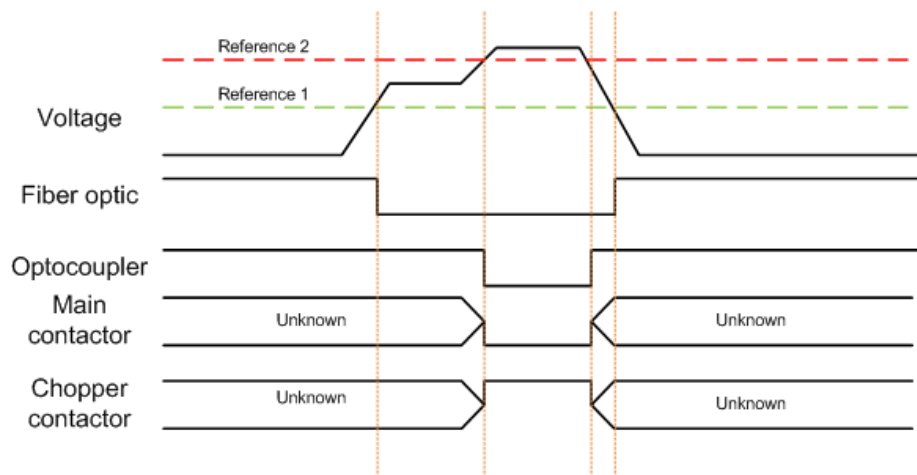 Reference 2
Reference 1
Voltage
Fiber optic
Optocoupler
Main
contactor
Unknown
Unknown
Chopper
contactor
Unknown
Unknown